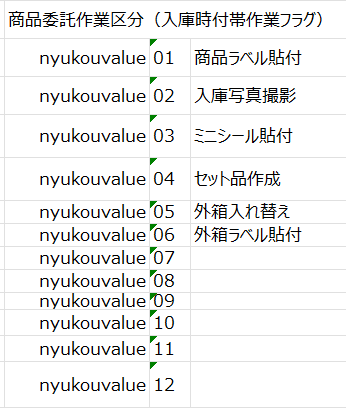 商品委託作業区分（入庫時付帯作業フラグ）
nyukouvalue 01 商品ラベル貼付
nyukouvalue 02 入庫写真撮影
nyukouvalue 03 ミニシール貼付
nyukouvalue 04 セット品作成
nyukouvalue 05 外箱入れ替え
nyukouvalue 06 外箱ラベル貼付
nyukouvalue 07
nyukouvalue 08
nyukouvalue 09
nyukouvalue 10
nyukouvalue 11
nyukouvalue 12